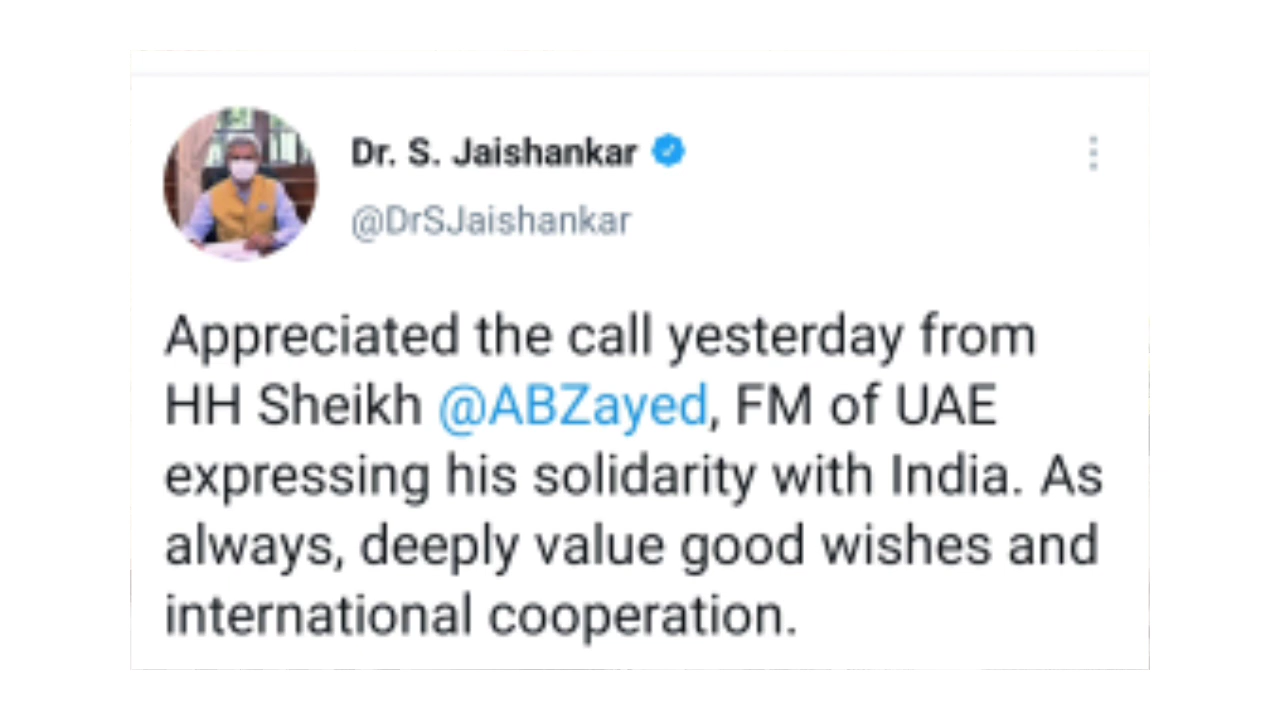 Dr. S. Jaishankar
@DrSJaishankar
Appreciated the call yesterday from
HH Sheikh @ABZayed, FM of UAE
expressing his solidarity with India. As
always, deeply value good wishes and
international cooperation.